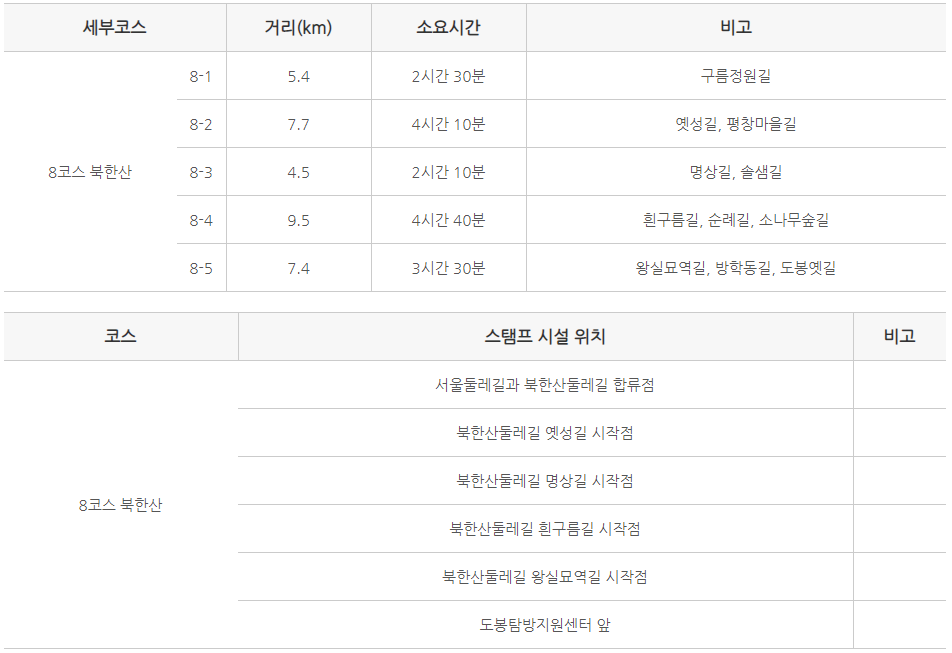 세부코스 거리(km) 소요시간 비고
8-1 5.4 2시간 30분 구름정원길
8-2 7.7 4시간 10분 옛성길, 평창마을길
8코스 북한산 8-3 4.5 2시간 10분 명상길, 솔샘길
8-4 9.5 4시간 40분 흰구름길, 순례길, 소나무숲길
8-5 7.4 3시간 30분 왕실묘역길, 방학동길, 도봉옛길
코스 스탬프 시설 위치 비고
서울둘레길과 북한산둘레길 합류점
북한산둘레길 옛성길 시작점
북한산둘레길 명상길 시작점
8코스 북한산
북한산둘레길 흰구름길 시작점
북한산둘레길 왕실묘역길 시작점
도봉탐방지원센터 앞